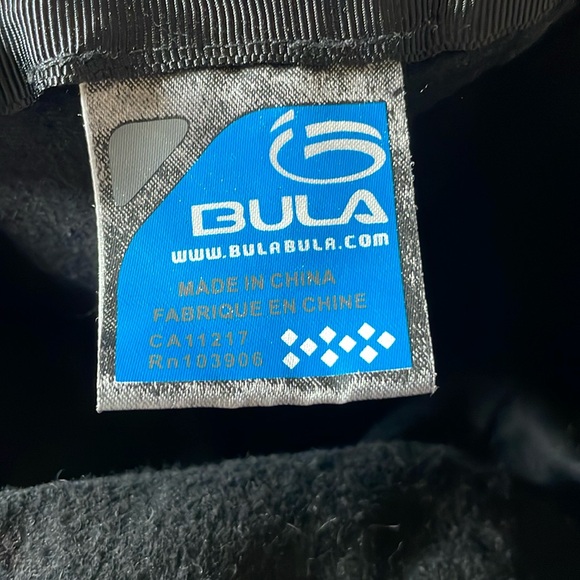 BULA
WWW.BULABULA.COM
MADE IN CHINA
FABRIQUE EN CHINE
CA11217
Rn103906